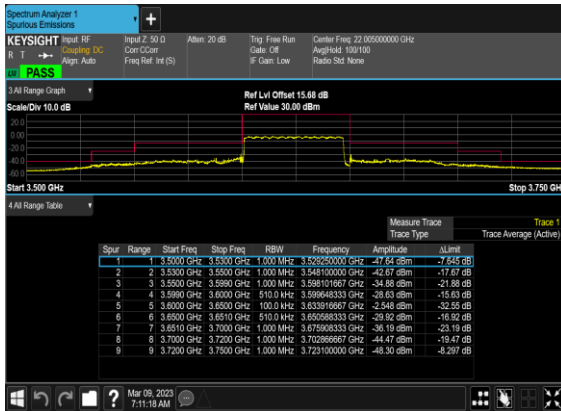 Spectrum Analyzer 1
Spurious Emissions
+
KEYSIGHT Input: RF Input Z: 50 Ω Atten: 20 dB Trig: Free Run Center Freq: 22.005000000 GHz
R T Coupling: DC Corr CCorr Gate: Off Avg|Hold: 100/100
Align: Auto Freq Ref: Int (S) IF Gain: Low Radio Std: None
PASS
3 All Range Graph
Ref Lvl Offset 15.68 dB
Scale/Div 10.0 dB Ref Value 30.00 dBm
20.0
0.00
-20.0
-40.0
-60.0
Start 3.500 GHz Stop 3.750 GH
4 All Range Table
Measure Trace Trace 1
Trace Type Trace Average (Active)
Spur Range Start Freq Stop Freq RBW Frequency Amplitude ΔLimit
1 1 3.5000 GHz 3.5300 GHz 1.000 MHz 3.529250000 GHz -47.64 dBm -7.645 dB
2 2 3.5300 GHz 3.5500 GHz 1.000 MHz 3.548100000 GHz -42.67 dBm -17.67 dB
3 3 3.5500 GHz 3.5990 GHz 1.000 MHz 3.598101667 GHz -34.88 dBm -21.88 dB
4 4 3.5990 GHz 3.6000 GHz 510.0 kHz 3.599648333 GHz -28.63 dBm -15.63 dB
5 5 3.6000 GHz 3.6500 GHz 100.0 kHz 3.633916667 GHz -2.548 dBm -32.55 dB
6 6 3.6500 GHz 3.6510 GHz 510.0 kHz 3.650588333 GHz -29.92 dBm -16.92 dB
7 7 3.6510 GHz 3.7000 GHz 1.000 MHz 3.675908333 GHz -36.19 dBm -23.19 dB
8 8 3.7000 GHz 3.7200 GHz 1.000 MHz 3.702866667 GHz -44.47 dBm -19.47 dB
9 9 3.7200 GHz 3.7500 GHz 1.000 MHz 3.723100000 GHz -48.30 dBm -8.297 dB
? Mar 09, 2023
7:11:18 AM